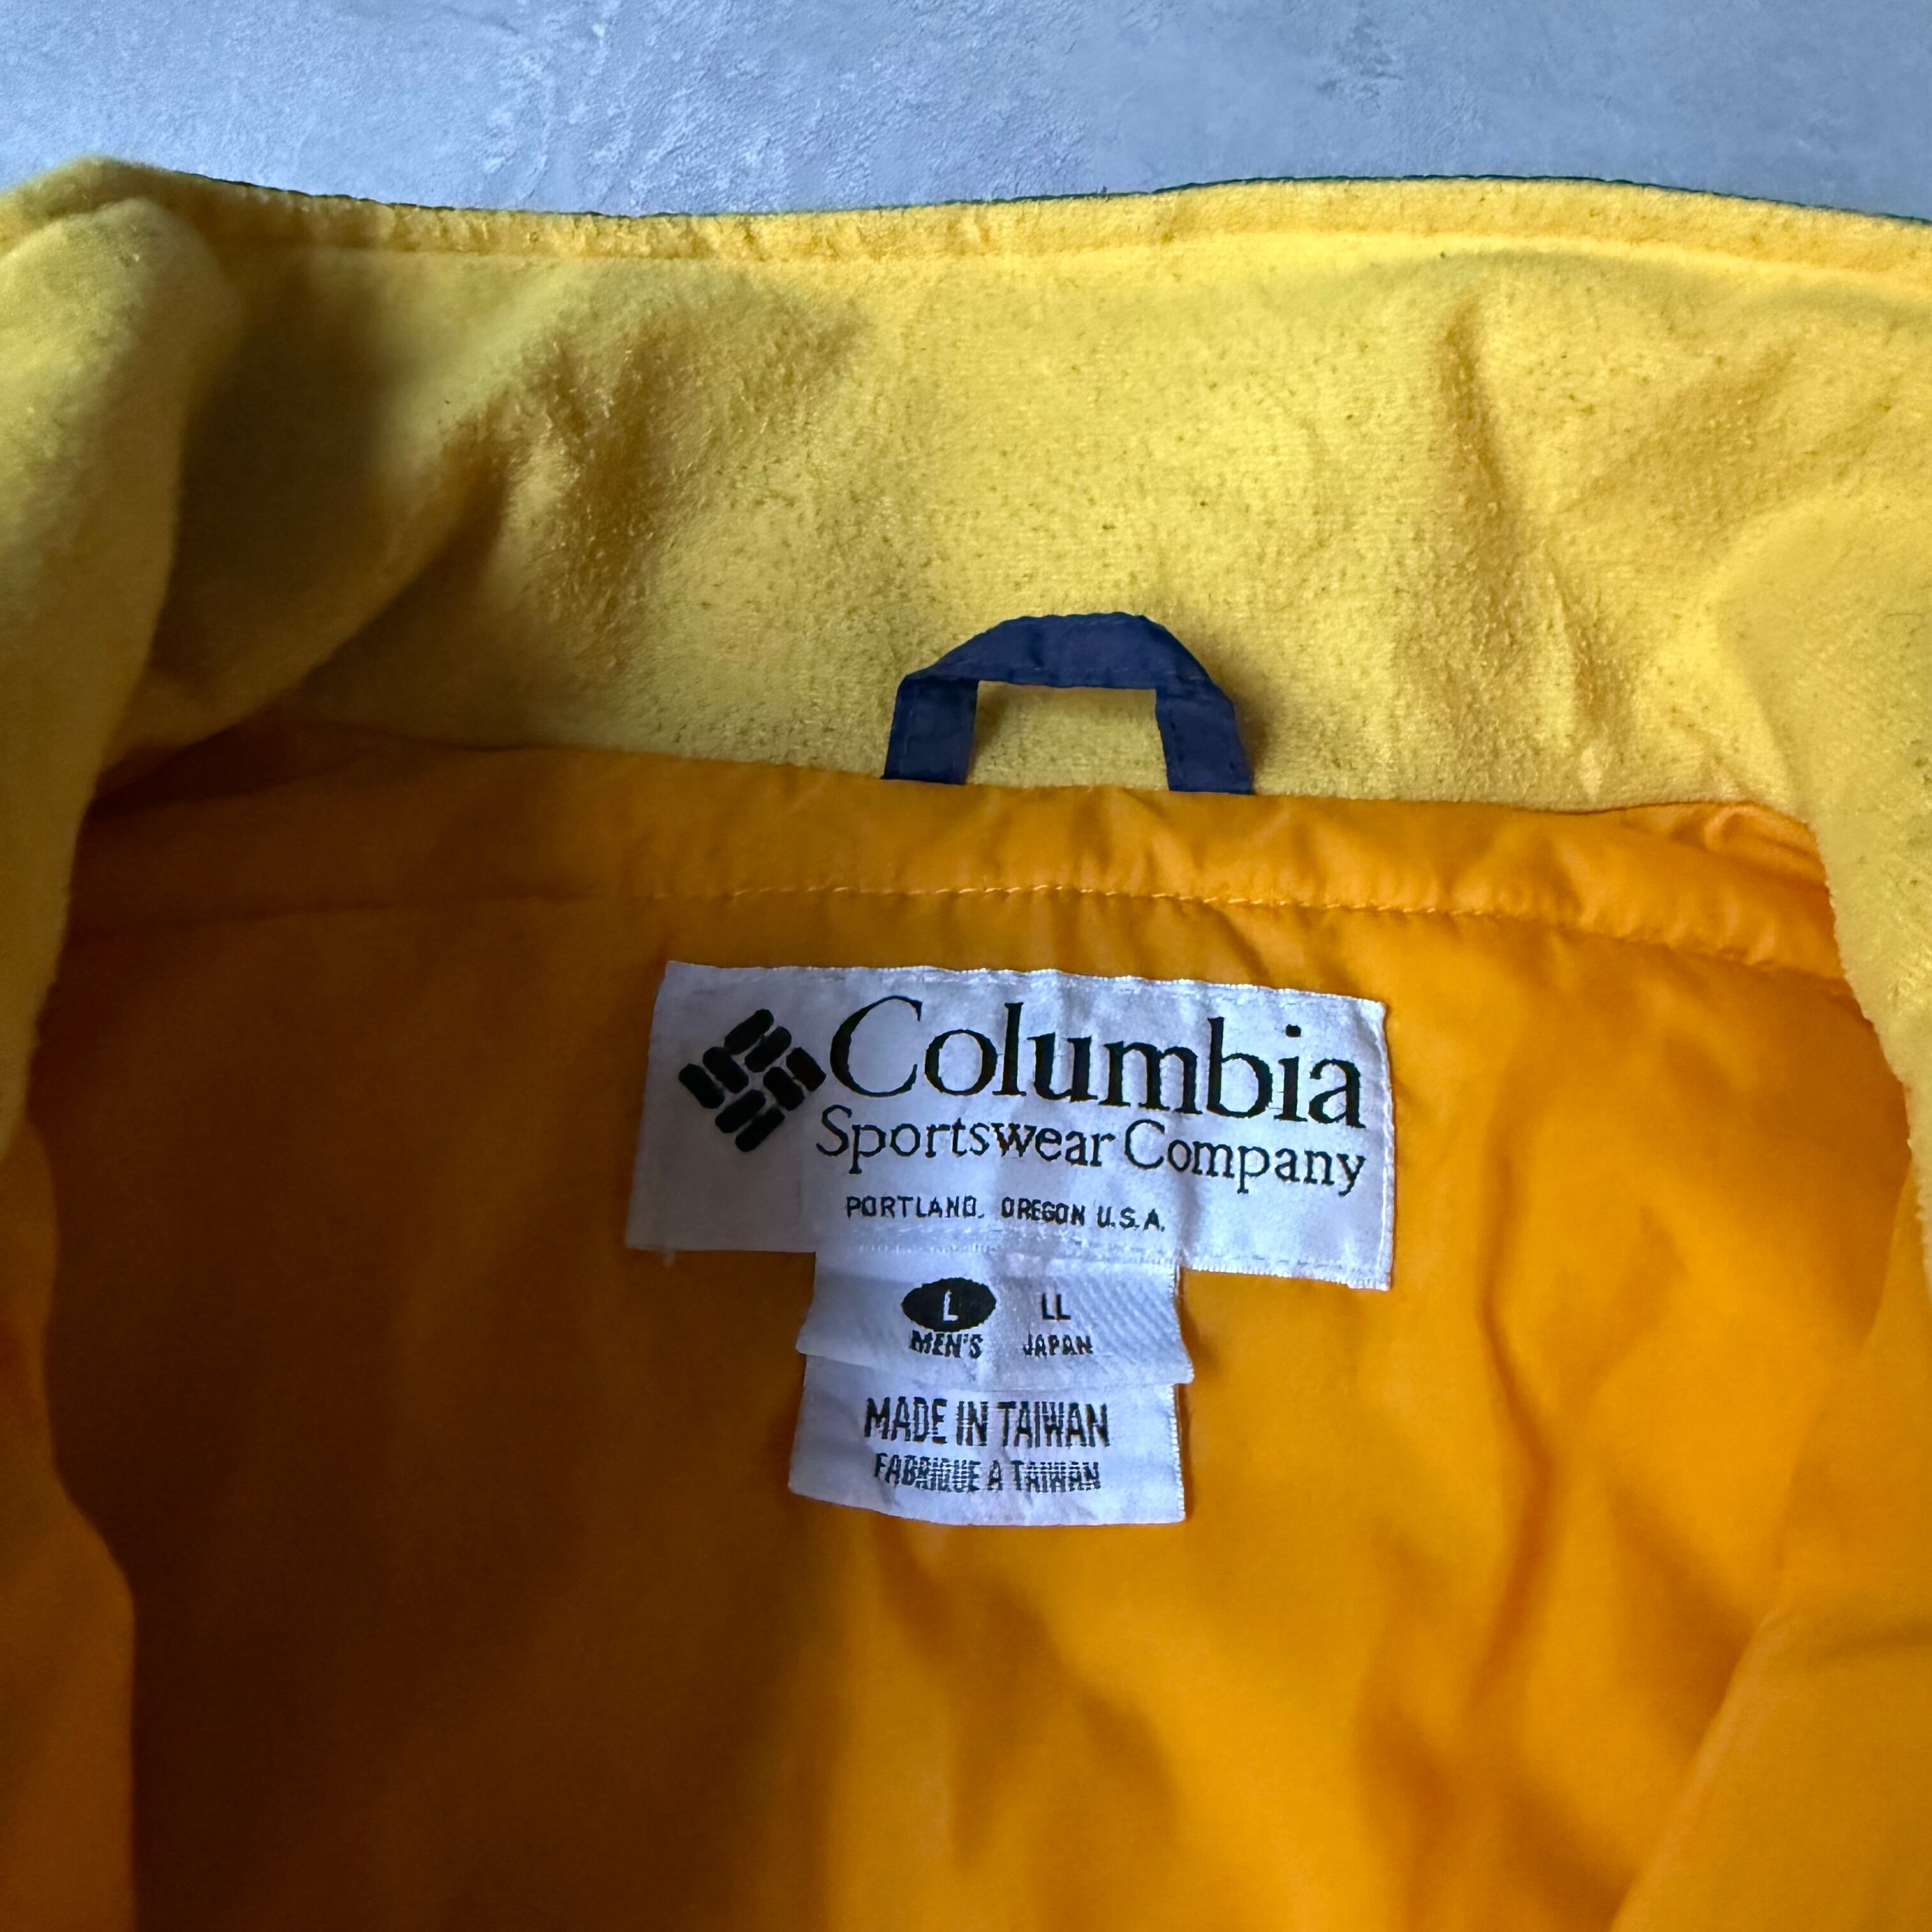 Columbia
Sportswear Company
PORTLAND, OREGON U.S.A.
L LL
MEN'S JAPAN
MADE IN TAIWAN
FABRIQUE A TAIWAN